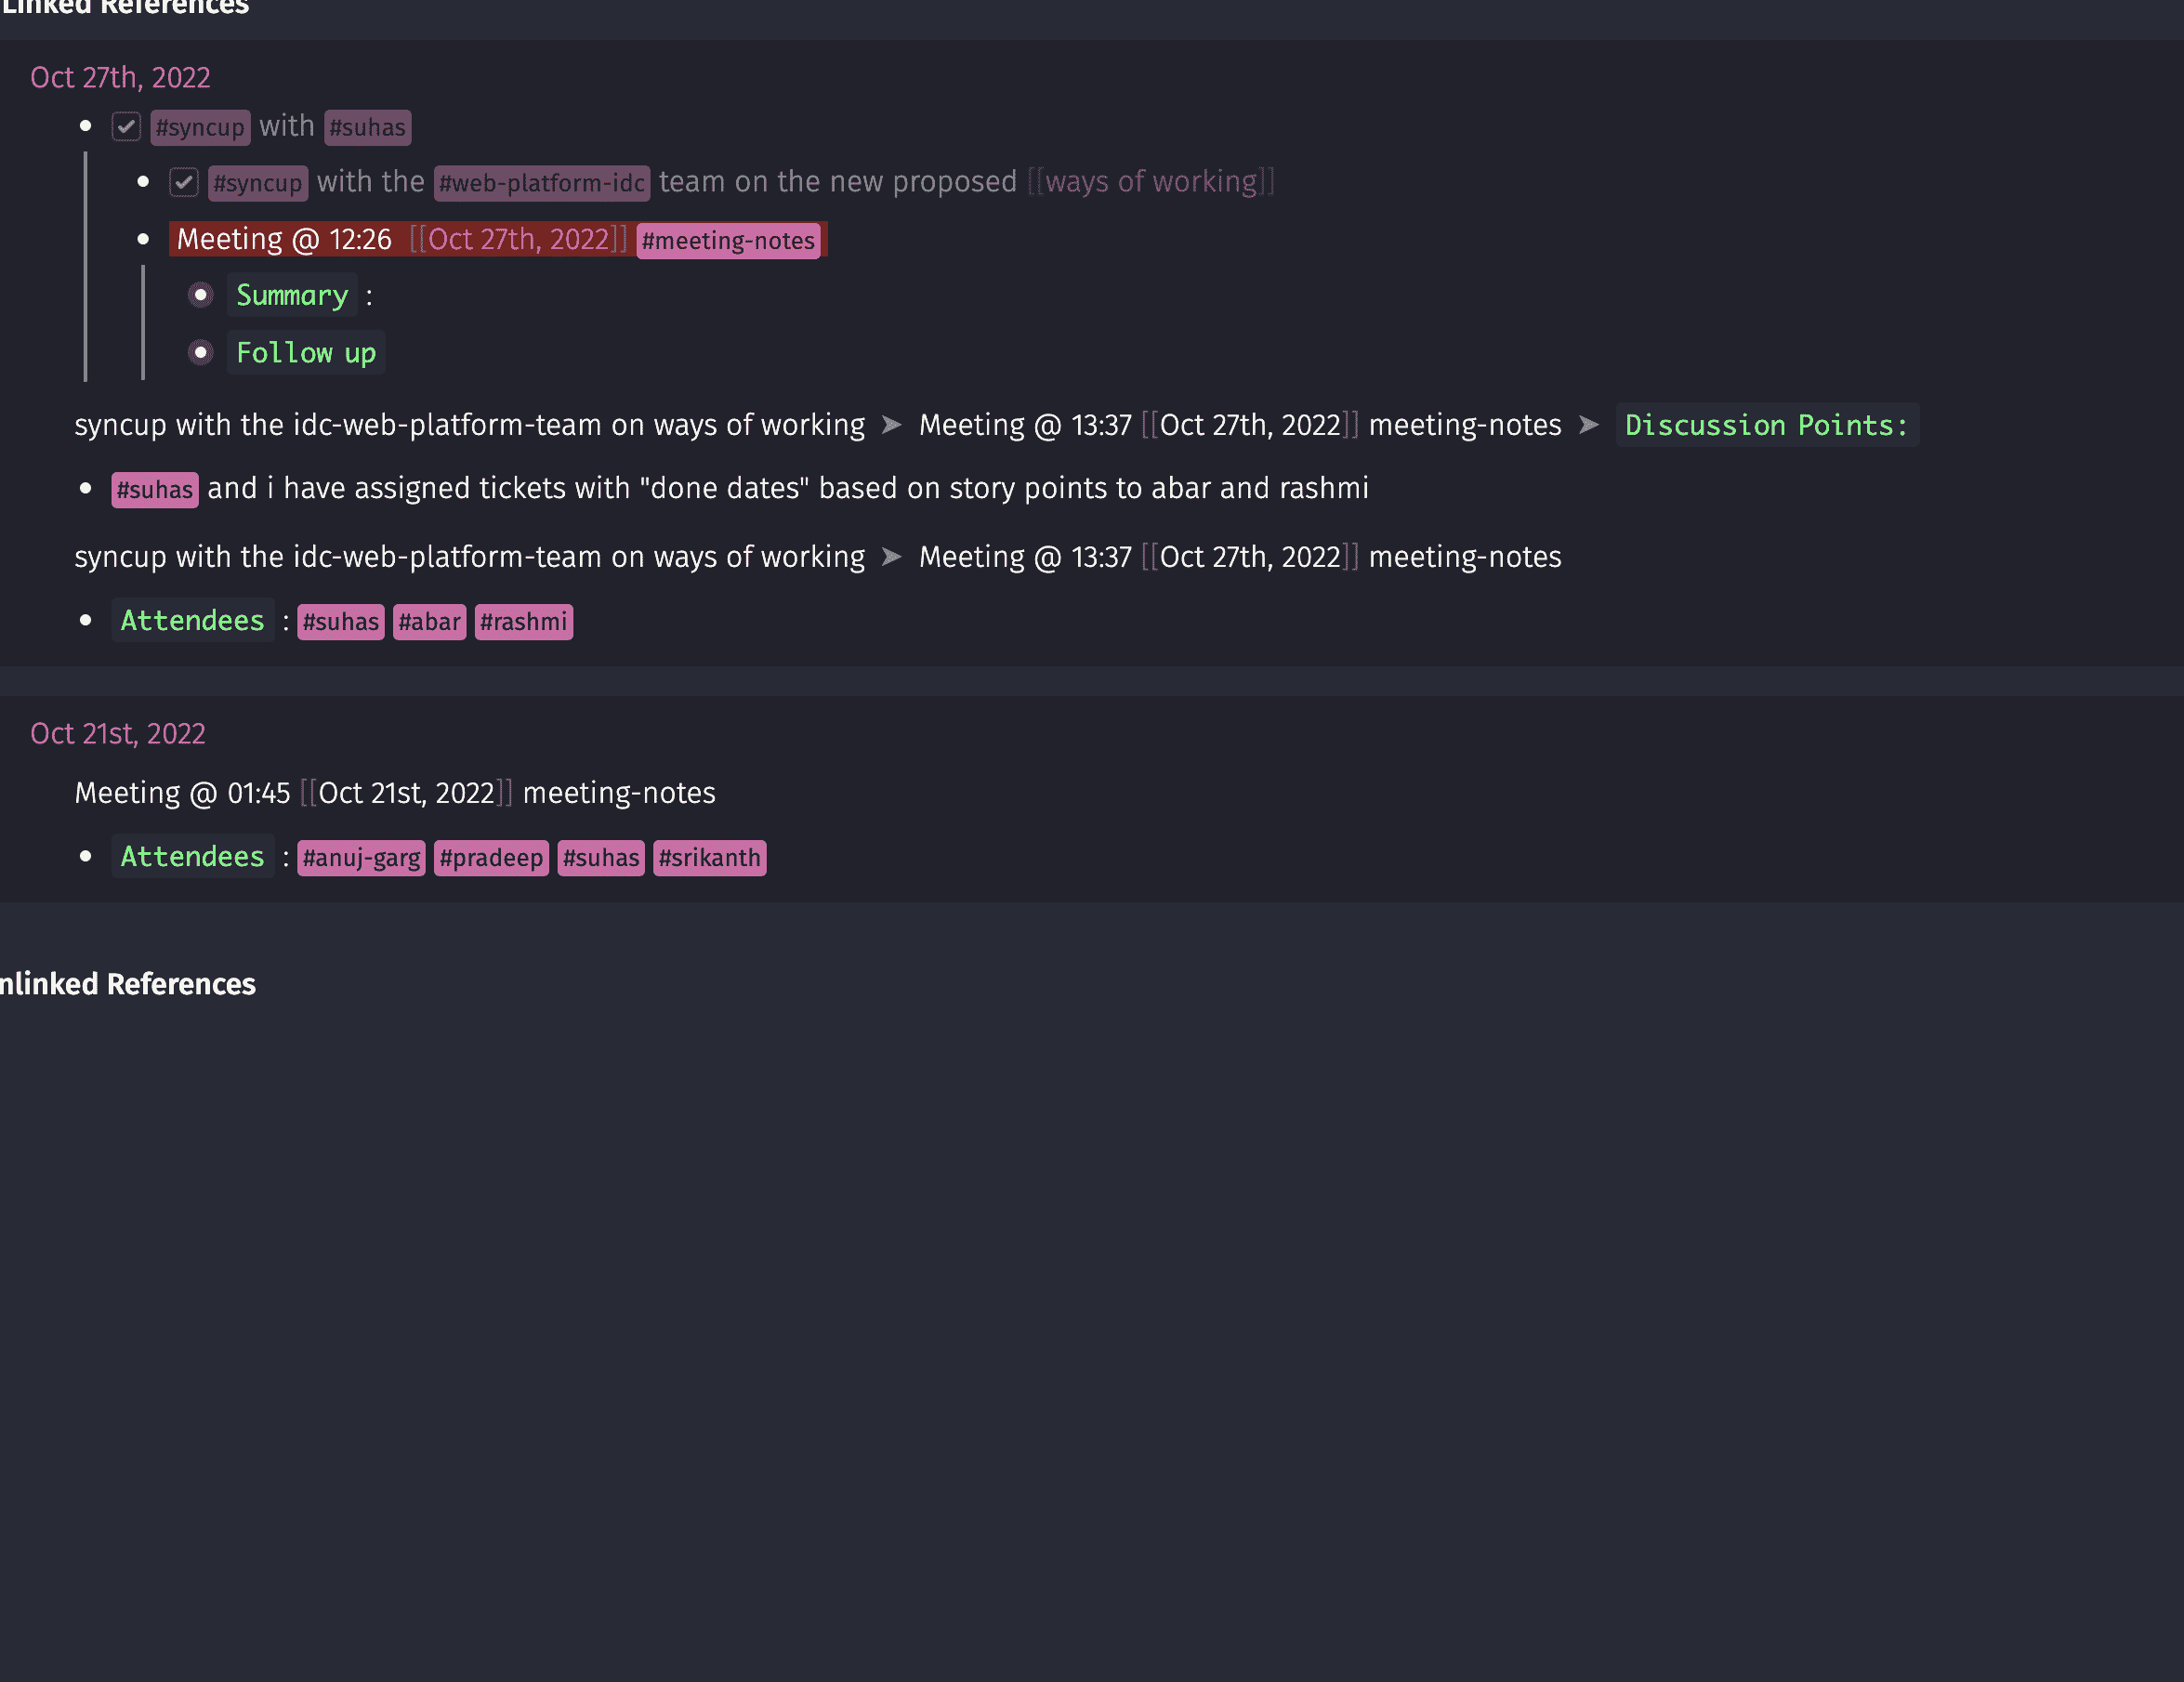 Linked References
Oct 27th, 2022
#syncup with #suhas
#syncup with the #web-platform-idc team on the new proposed [[ways of working]]
Meeting @ 12:26 [[Oct 27th, 2022]] #meeting-notes
Summary :
Follow up
syncup with the idc-web-platform-team on ways of working ➤ Meeting @ 13:37 [[Oct 27th, 2022]] meeting-notes ➤ Discussion Points:
#suhas and i have assigned tickets with "done dates" based on story points to abar and rashmi
syncup with the idc-web-platform-team on ways of working ➤ Meeting @ 13:37 [[Oct 27th, 2022]] meeting-notes
Attendees : #suhas #abar #rashmi
Oct 21st, 2022
Meeting @ 01:45 [[Oct 21st, 2022]] meeting-notes
Attendees : #anuj-garg #pradeep #suhas #srikanth
nlinked References